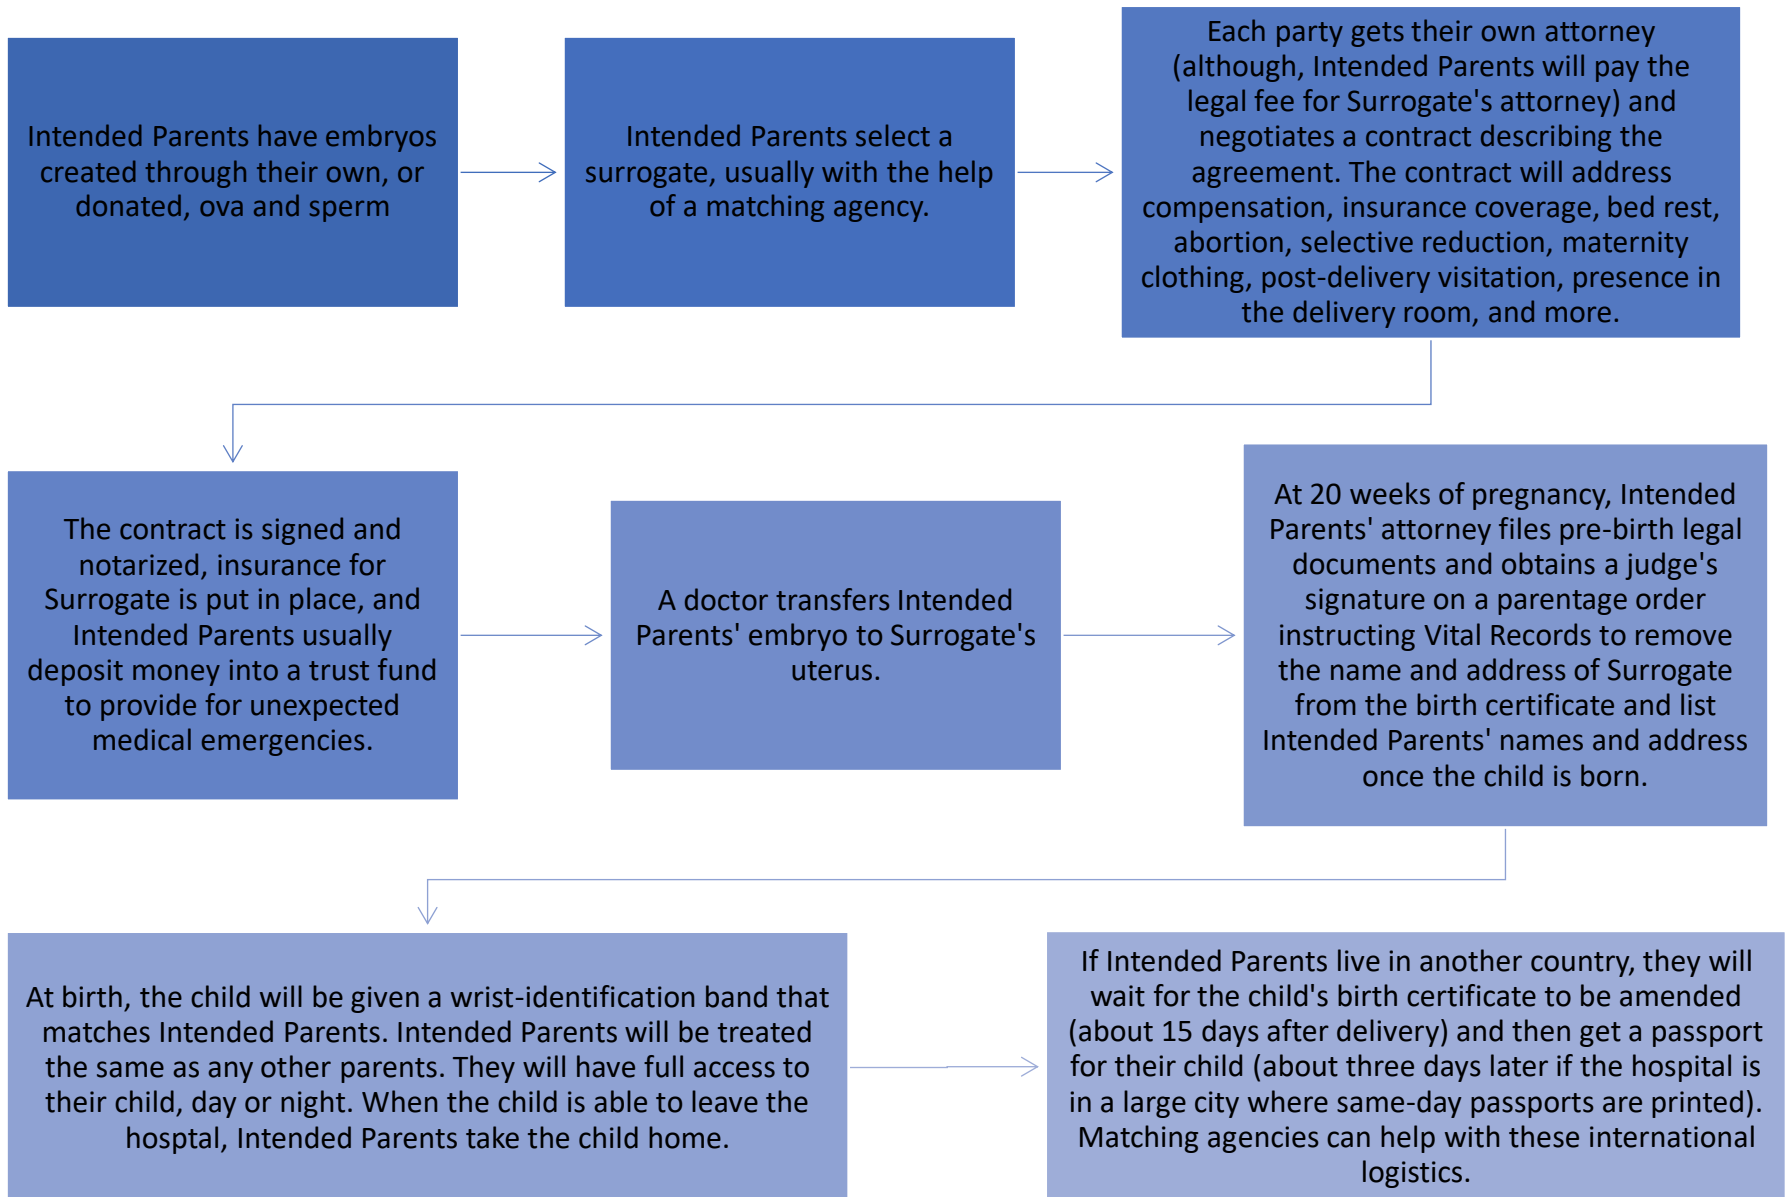 Intended Parents have embryos
created through their own, or
donated, ova and sperm
Intended Parents select a
surrogate, usually with the help
of a matching agency.
Each party gets their own attorney
(although, Intended Parents will pay the
legal fee for Surrogate's attorney) and
negotiates a contract describing the
agreement. The contract will address
compensation, insurance coverage, bed rest,
abortion, selective reduction, maternity
clothing, post-delivery visitation, presence in
the delivery room, and more.
The contract is signed and
notarized, insurance for
Surrogate is put in place, and
Intended Parents usually
deposit money into a trust fund
to provide for unexpected
medical emergencies.
A doctor transfers Intended
Parents' embryo to Surrogate's
uterus.
At 20 weeks of pregnancy, Intended
Parents' attorney files pre-birth legal
documents and obtains a judge's
signature on a parentage order
instructing Vital Records to remove
the name and address of Surrogate
from the birth certificate and list
Intended Parents' names and address
once the child is born.
At birth, the child will be given a wrist-identification band that
matches Intended Parents. Intended Parents will be treated
the same as any other parents. They will have full access to
their child, day or night. When the child is able to leave the
hosptal, Intended Parents take the child home.
If Intended Parents live in another country, they will
wait for the child's birth certificate to be amended
(about 15 days after delivery) and then get a passport
for their child (about three days later if the hospital is
in a large city where same-day passports are printed).
Matching agencies can help with these international
logistics.